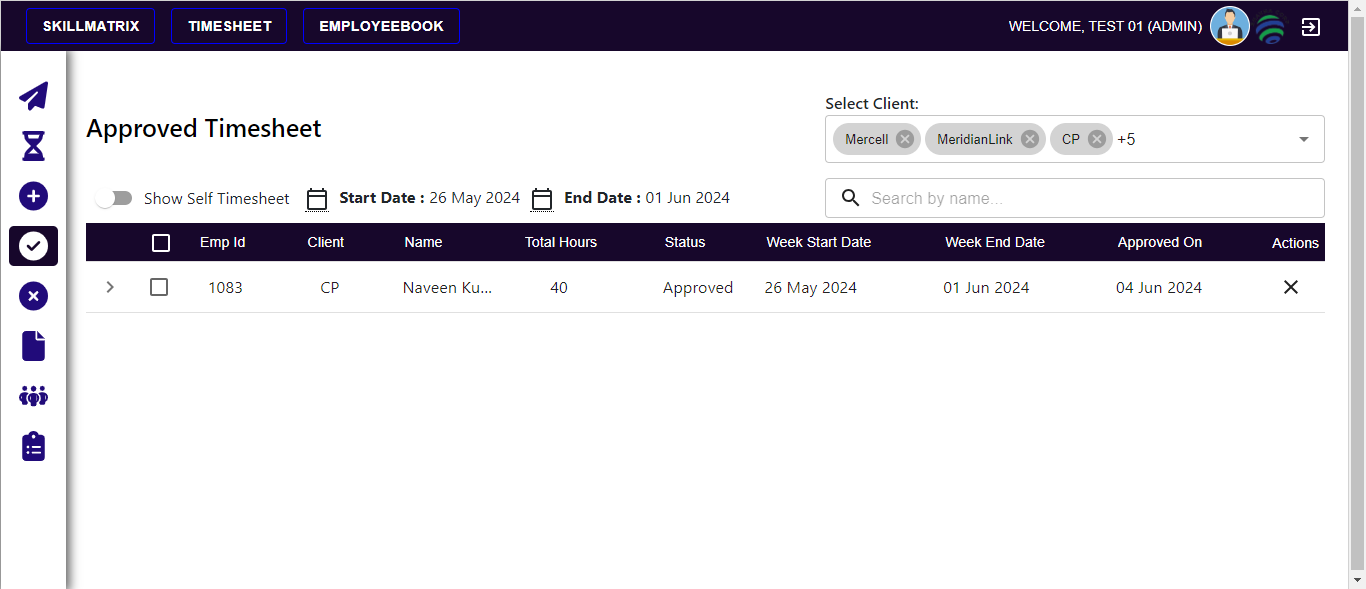 SKILLMATRIX TIMESHEET EMPLOYEEBOOK WELCOME, TEST 01 (ADMIN)
Select Client:
Approved Timesheet
Mercell MeridianLink CP +5
Show Self Timesheet Start Date : 26 May 2024 End Date : 01 Jun 2024 Search by name...
Emp Id Client Name Total Hours Status Week Start Date Week End Date Approved On Actions
1083 CP Naveen Ku... 40 Approved 26 May 2024 01 Jun 2024 04 Jun 2024